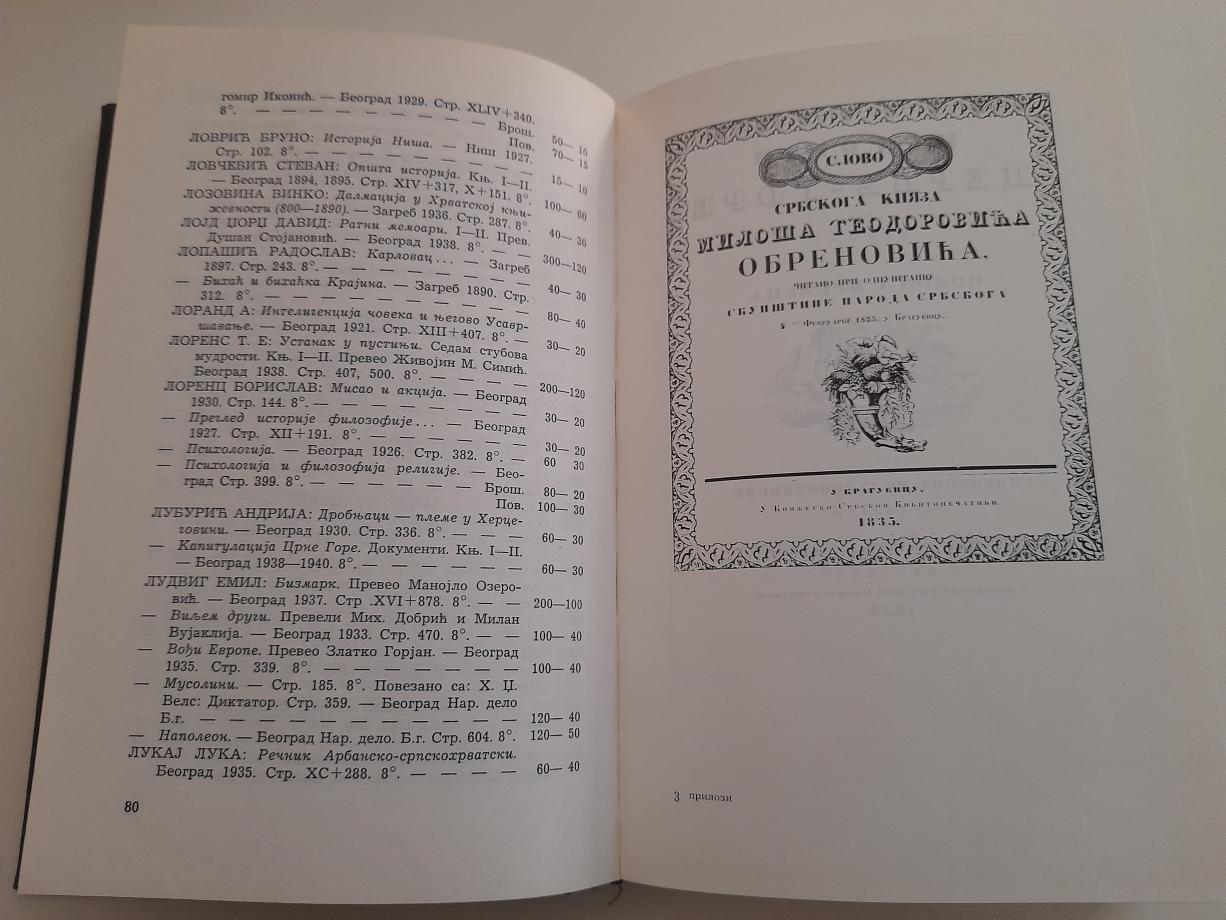 гомир Иконић. — Београд 1929. Стр. XLIV+340.
8°. — — — — — — — — — Брош. 50— 10
Пов. 70— 15
ЛОВРИЋ БРУНО: Историја Ниша. — Ниш 1927.
Стр. 102. 8°. — — — — — — — — 15— 10
ЛОВЧЕВИЋ СТЕВАН: Општа историја. Књ. I—II.
— Београд 1894, 1895. Стр. XIV+317, X+151. 8°. 100— 60
ЛОЗОВИНА ВИНКО: Далмација у Хрватској књи-
жевности (800—1890). — Загреб 1936. Стр. 287. 8°. 40— 30
ЛОЈД ЏОРЏ ДАВИД: Ратни мемоари. I—II. Прев.
Душан Стојановић. — Београд 1938. 8°. — — 300—120
ЛОПАШИЋ РАДОСЛАВ: Карловац... — Загреб
1897. Стр. 243. 8°. — — — — — — — 40— 30
— Бихаћ и бихаћка Крајина. — Загреб 1890. Стр.
312. 8°. — — — — — — — — — 80— 40
ЛОРАНД А: Интелигенција човека и његово Усавр-
шавање. — Београд 1921. Стр. XIII+407. 8°. — 30— 20
ЛОРЕНС Т. Е: Устанак у пустињи. Седам стубова
мудрости. Књ. I—II. Превео Живојин М. Симић.
Београд 1938. Стр. 407, 500. 8°. — — — — 200—120
ЛОРЕНЦ БОРИСЛАВ: Мисао и акција. — Београд
1930. Стр. 144. 8°. — — — — — — — 30— 20
— Преглед историје филозофије... — Београд
1927. Стр. XII+191. 8°. — — — — — 30— 20
— Психологија. — Београд 1926. Стр. 382. 8°. — 60 30
— Психологија и филозофија религије. — Бео-
град Стр. 399. 8°. — — — — — Брош. 80— 20
Пов. 100— 30
ЛУБУРИЋ АНДРИЈА: Дробњаци — племе у Херце-
говини. — Београд 1930. Стр. 336. 8°. — — — 60— 30
— Капитулација Црне Горе. Документи. Књ. I—II.
— Београд 1938—1940. 8°. — — — — — — 60— 30
ЛУДВИГ ЕМИЛ: Бизмарк. Превео Манојло Озеро-
вић. — Београд 1937. Стр .XVI+878. 8°. — — 200—100
— Виљем други. Превели Мих. Добрић и Милан
Вујаклија. — Београд 1933. Стр. 470. 8°. — — 100— 40
— Вођи Европе. Превео Златко Горјан. — Београд
1935. Стр. 339. 8°. — — — — — — — 100— 40
— Мусолини. — Стр. 185. 8°. Повезано са: Х. Џ.
Велс: Диктатор. Стр. 359. — Београд Нар. дело
Б.г. — — — — — — — — — — — 120— 40
— Наполеон. — Београд Нар. дело. Б.г. Стр. 604. 8°. 120— 50
ЛУКАЈ ЛУКА: Речник Арбанско-српскохрватски.
Београд 1935. Стр. XC+288. 8°. — — — — 60— 40
80
СЛОВО
СРБСКОГА КНЯЗА
МИЛОША ТЕОДОРОВИЋА
ОБРЕНОВИЋА,
ЧИТАНО ПРИ ОДПУШТАНЮ
СКУПШТИНЕ НАРОДА СРБСКОГА
Фебруаріа 1835. у Крагуевцу.
У КРАГУЕВЦУ.
У Княжеско-Србской Книгопечатньи.
1835.
3 прилози